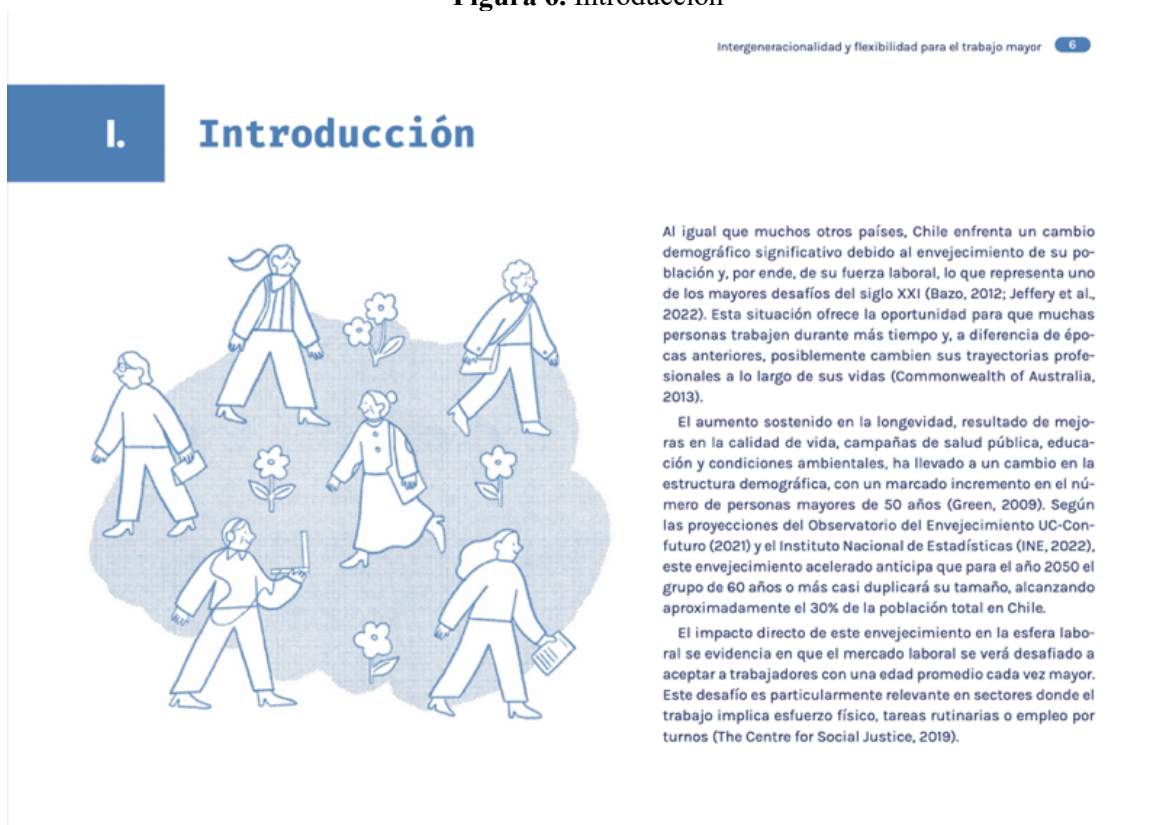 Figura 6. Introducción
Intergeneracionalidad y flexibilidad para el trabajo mayor 6
I. Introducción
Al igual que muchos otros países, Chile enfrenta un cambio
demográfico significativo debido al envejecimiento de su po-
blación y, por ende, de su fuerza laboral, lo que representa uno
de los mayores desafíos del siglo XXI (Bazo, 2012; Jeffery et al.,
2022). Esta situación ofrece la oportunidad para que muchas
personas trabajen durante más tiempo y, a diferencia de épo-
cas anteriores, posiblemente cambien sus trayectorias profe-
sionales a lo largo de sus vidas (Commonwealth of Australia,
2013).
El aumento sostenido en la longevidad, resultado de mejo-
ras en la calidad de vida, campañas de salud pública, educa-
ción y condiciones ambientales, ha llevado a un cambio en la
estructura demográfica, con un marcado incremento en el nú-
mero de personas mayores de 50 años (Green, 2009). Según
las proyecciones del Observatorio del Envejecimiento UC-Con-
futuro (2021) y el Instituto Nacional de Estadísticas (INE, 2022),
este envejecimiento acelerado anticipa que para el año 2050 el
grupo de 60 años o más casi duplicará su tamaño, alcanzando
aproximadamente el 30% de la población total en Chile.
El impacto directo de este envejecimiento en la esfera labo-
ral se evidencia en que el mercado laboral se verá desafiado a
aceptar a trabajadores con una edad promedio cada vez mayor.
Este desafío es particularmente relevante en sectores donde el
trabajo implica esfuerzo físico, tareas rutinarias o empleo por
turnos (The Centre for Social Justice, 2019).